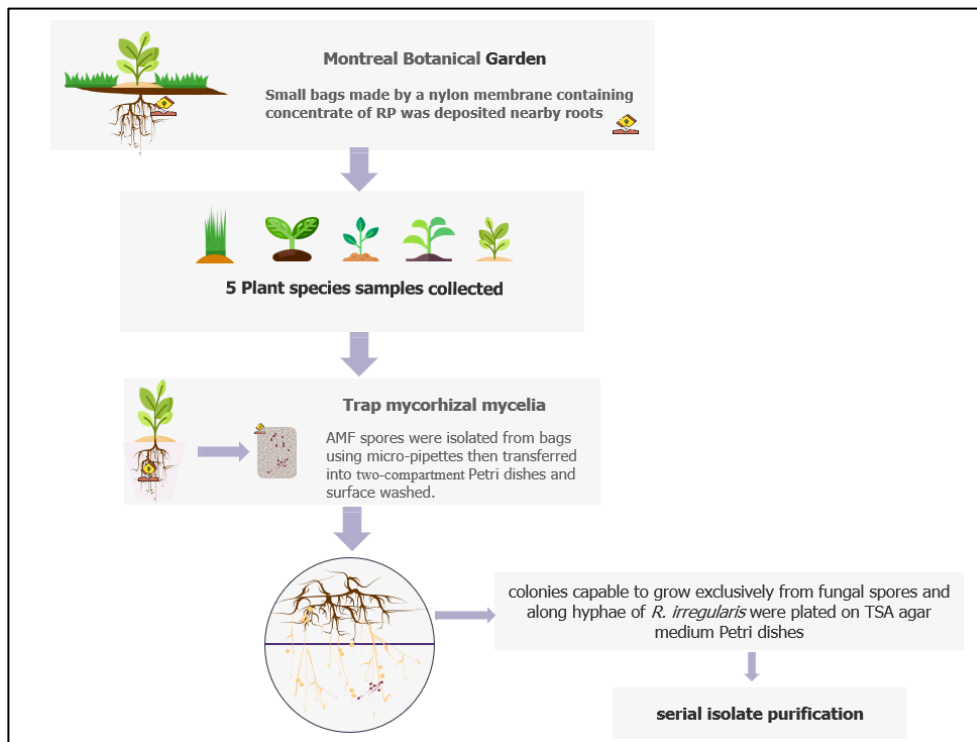 Montreal Botanical Garden
Small bags made by a nylon membrane containing
concentrate of RP was deposited nearby roots
5 Plant species samples collected
Trap mycorhizal mycelia
AMF spores were isolated from bags
using micro-pipettes then transferred
into two-compartment Petri dishes and
surface washed.
colonies capable to grow exclusively from fungal spores and
along hyphae of R. irregularis were plated on TSA agar
medium Petri dishes
serial isolate purification